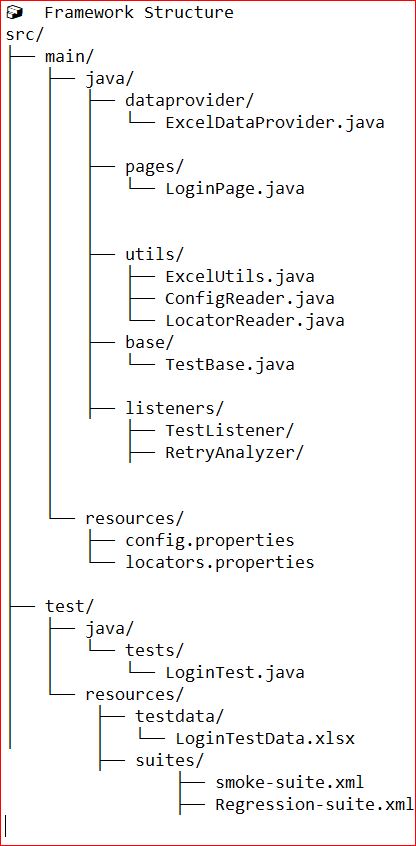 Framework Structure
src/
├── main/
│   ├── java/
│   │   ├── dataprovider/
│   │   │   └── ExcelDataProvider.java
│   │   ├── pages/
│   │   │   └── LoginPage.java
│   │   ├── utils/
│   │   │   ├── ExcelUtils.java
│   │   │   ├── ConfigReader.java
│   │   │   └── LocatorReader.java
│   │   ├── base/
│   │   │   └── TestBase.java
│   │   ├── listeners/
│   │   │   ├── TestListener/
│   │   │   ├── RetryAnalyzer/
│   └── resources/
│       ├── config.properties
│       └── locators.properties
├── test/
│   ├── java/
│   │   └── tests/
│   │       └── LoginTest.java
│   └── resources/
│       ├── testdata/
│       │   └── LoginTestData.xlsx
│       ├── suites/
│               ├── smoke-suite.xml
│               ├── Regression-suite.xml